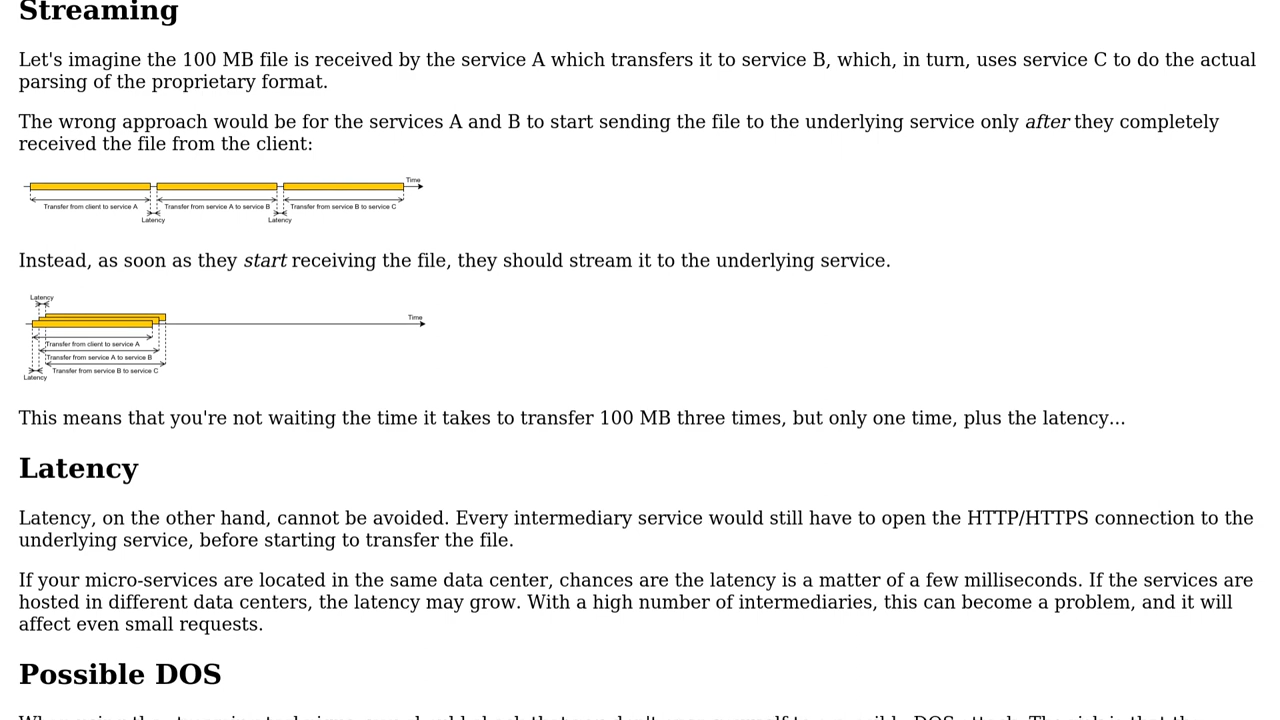 Streaming
Let's imagine the 100 MB file is received by the service A which transfers it to service B, which, in turn, uses service C to do the actual
parsing of the proprietary format.
The wrong approach would be for the services A and B to start sending the file to the underlying service only after they completely
received the file from the client:
Time
Transfer from client to service A
Transfer from service A to service B
Transfer from service B to service C
Latency
Latency
Instead, as soon as they start receiving the file, they should stream it to the underlying service.
Latency
Time
Transfer from client to service A
Transfer from service A to service B
Transfer from service B to service C
Latency
This means that you're not waiting the time it takes to transfer 100 MB three times, but only one time, plus the latency...
Latency
Latency, on the other hand, cannot be avoided. Every intermediary service would still have to open the HTTP/HTTPS connection to the
underlying service, before starting to transfer the file.
If your micro-services are located in the same data center, chances are the latency is a matter of a few milliseconds. If the services are
hosted in different data centers, the latency may grow. With a high number of intermediaries, this can become a problem, and it will
affect even small requests.
Possible DOS